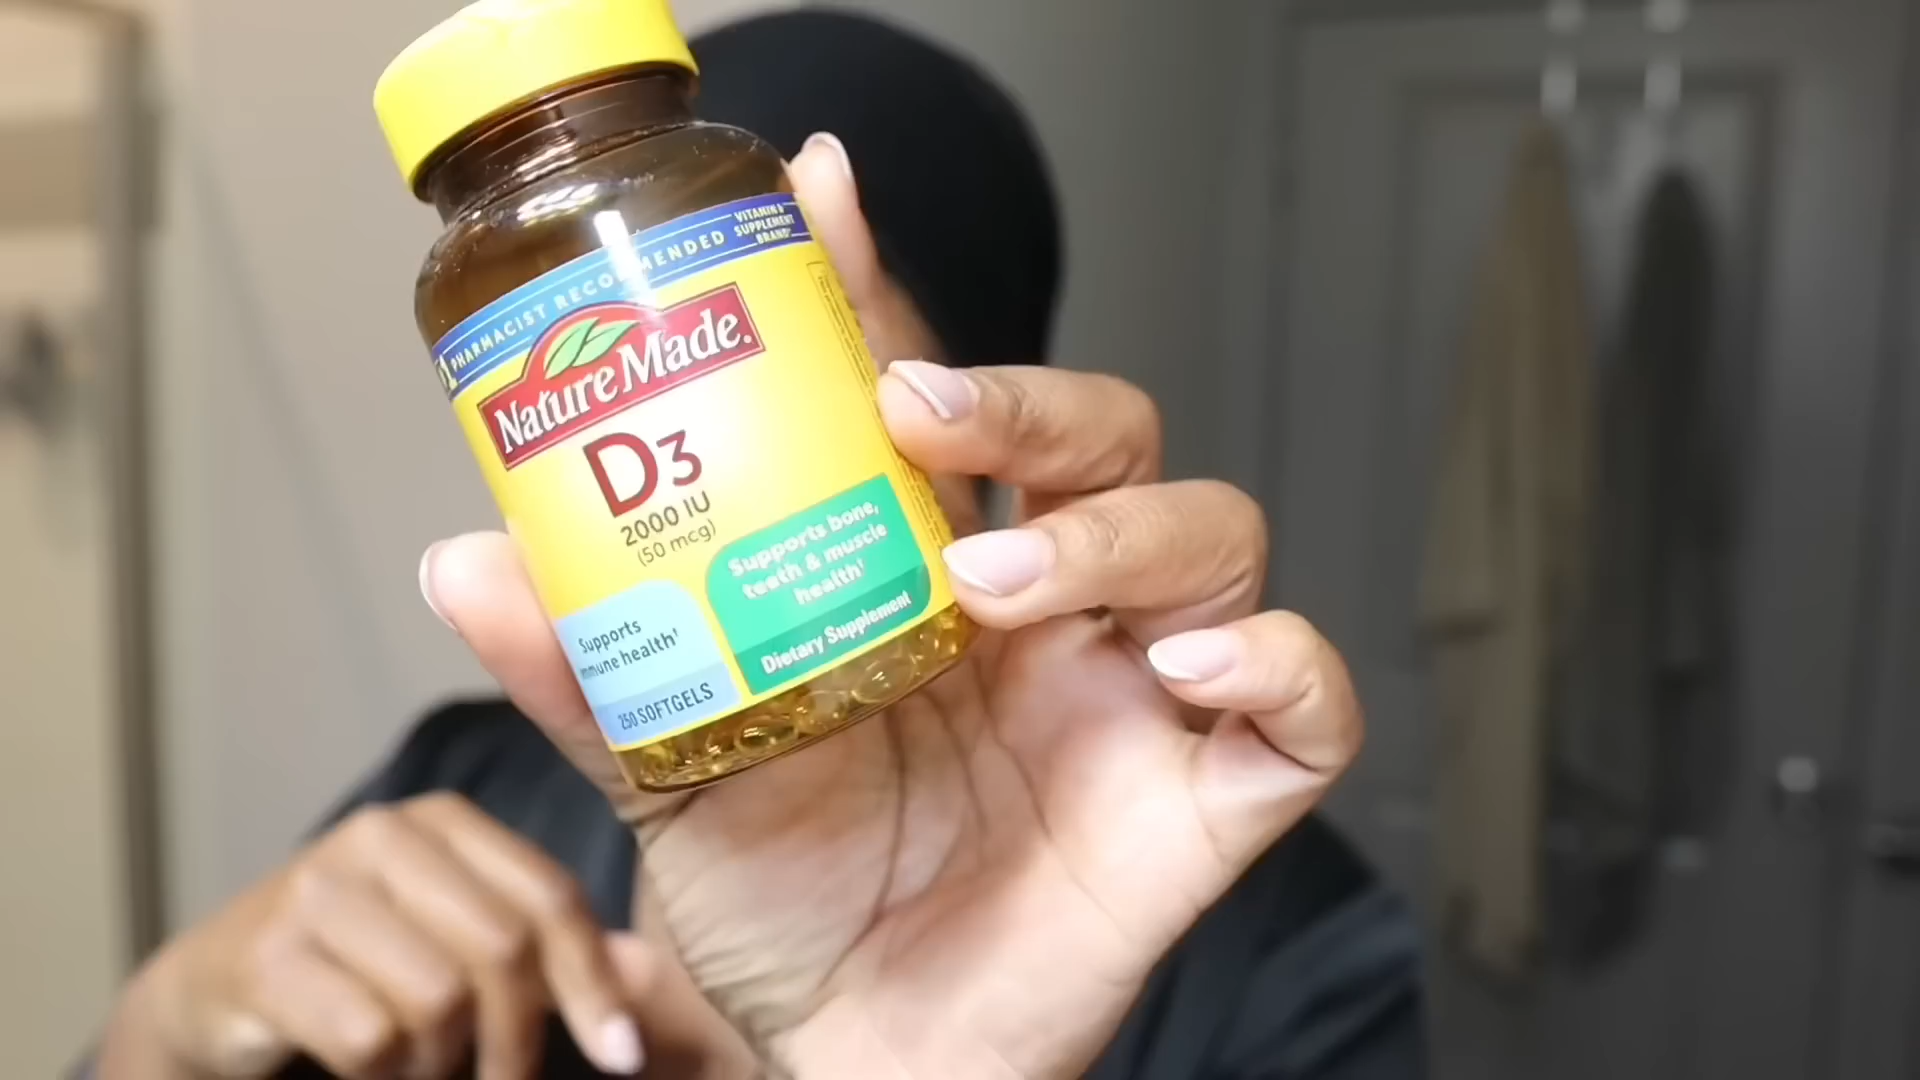 #1 PHARMACIST RECOMMENDED
VITAMIN &
SUPPLEMENT
BRAND*
Nature Made®
D3
2000 IU
(50 mcg)
Supports bone,
teeth & muscle
health†
Dietary Supplement
Supports
immune health†
250 SOFTGELS